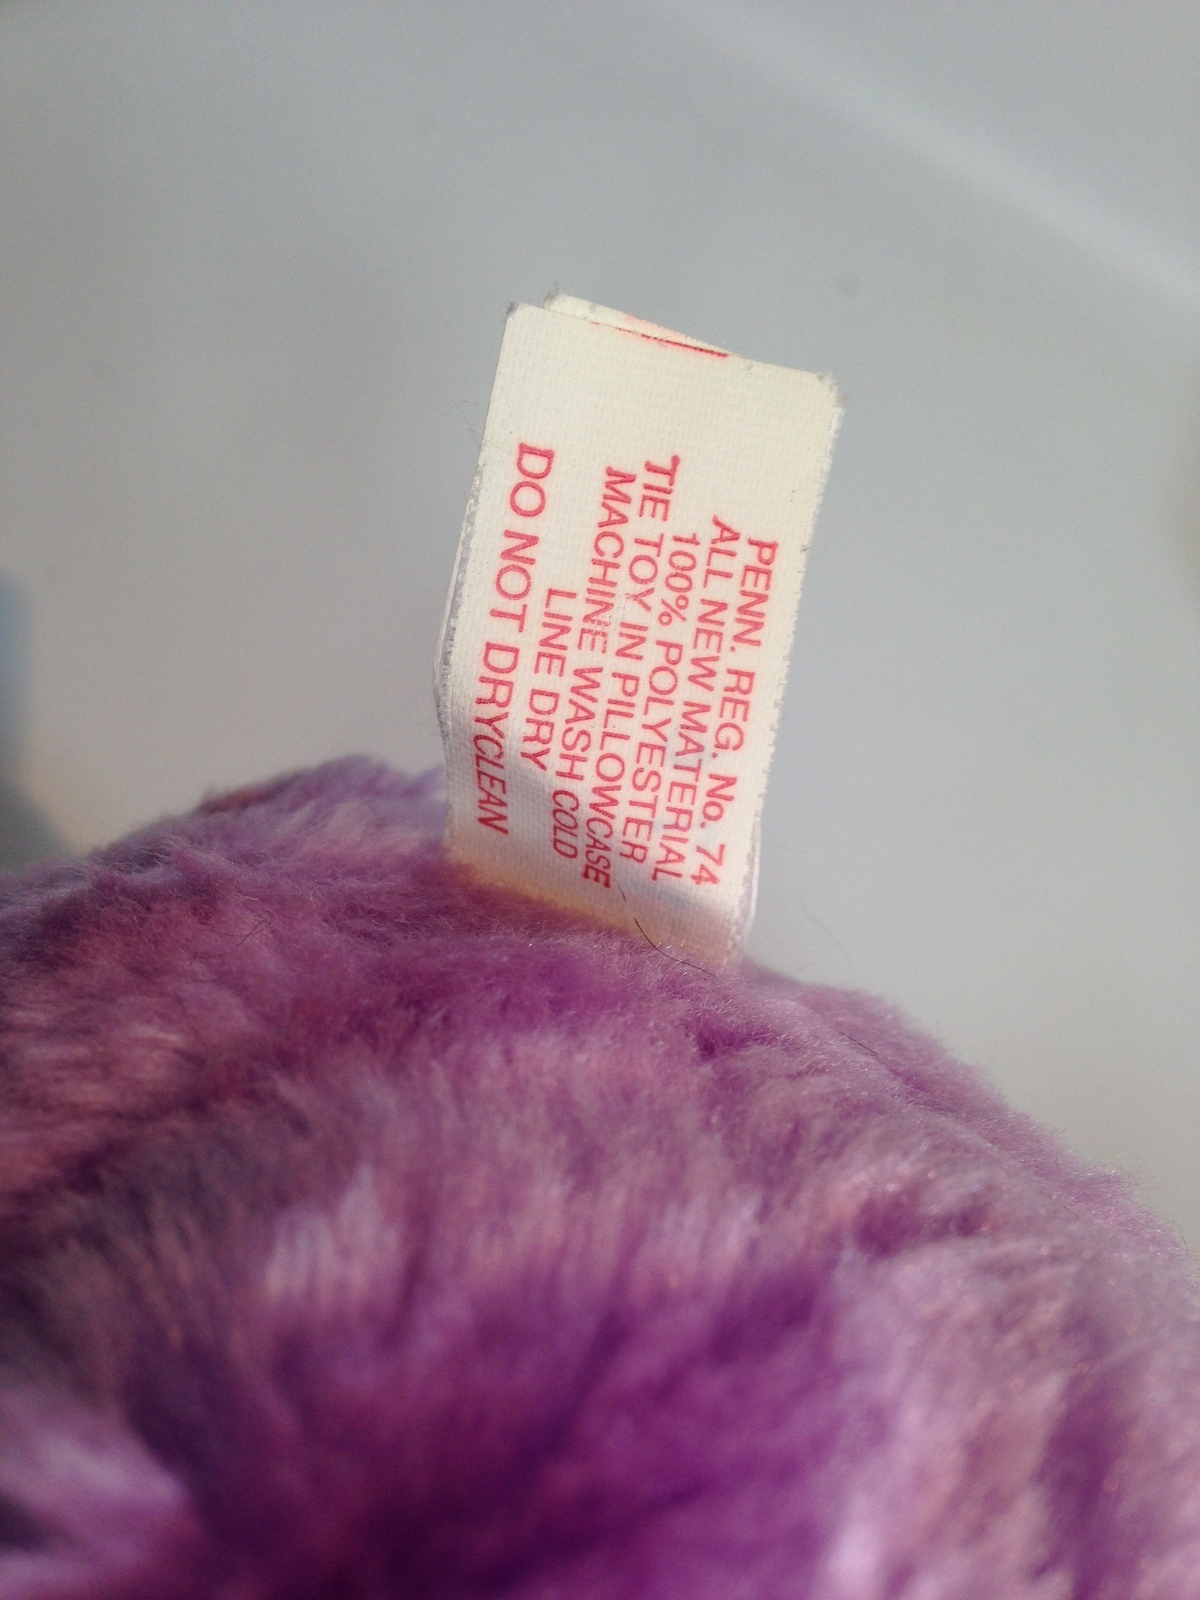 PENN. REG. No. 74
ALL NEW MATERIAL
100% POLYESTER
TIE TOY IN PILLOWCASE
MACHINE WASH COLD
LINE DRY
DO NOT DRYCLEAN